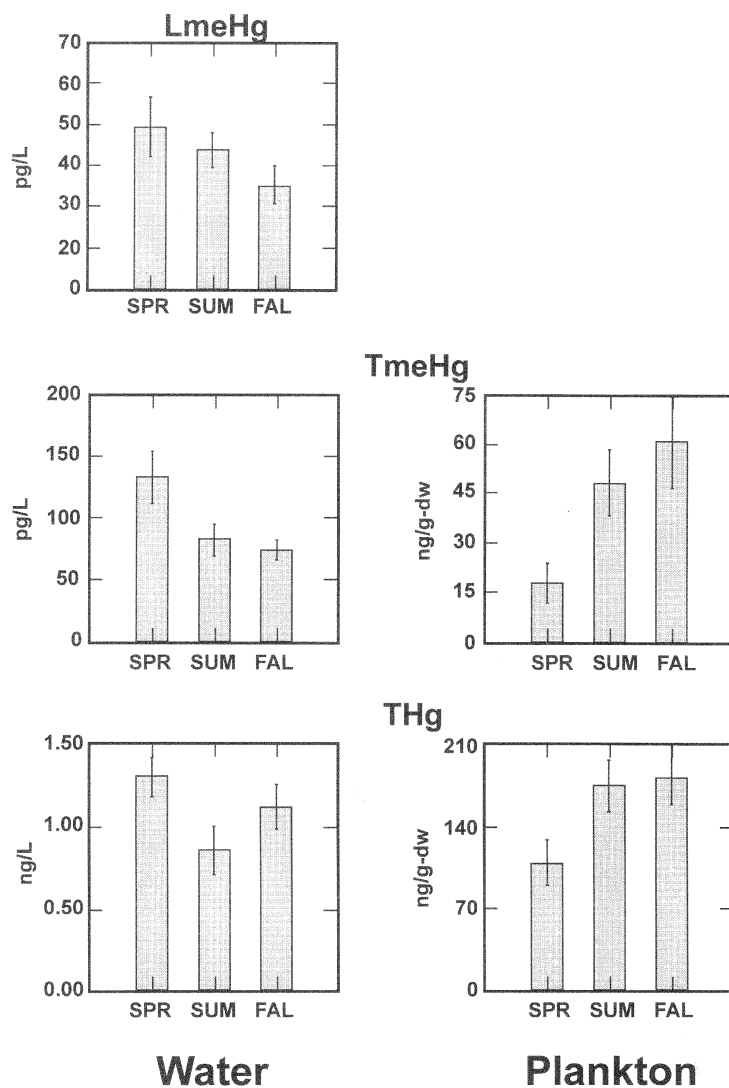 LmeHg
70
60
50
40
30
20
0
pg/L
SPR SUM FAL
TmeHg
200
150
100
50
0
pg/L
SPR SUM FAL
75
60
45
30
15
0
ng/g-dw
SPR SUM FAL
THg
1.50
1.00
0.50
0.00
ng/L
SPR SUM FAL
210
140
70
0
ng/g-dw
SPR SUM FAL
Water
Plankton